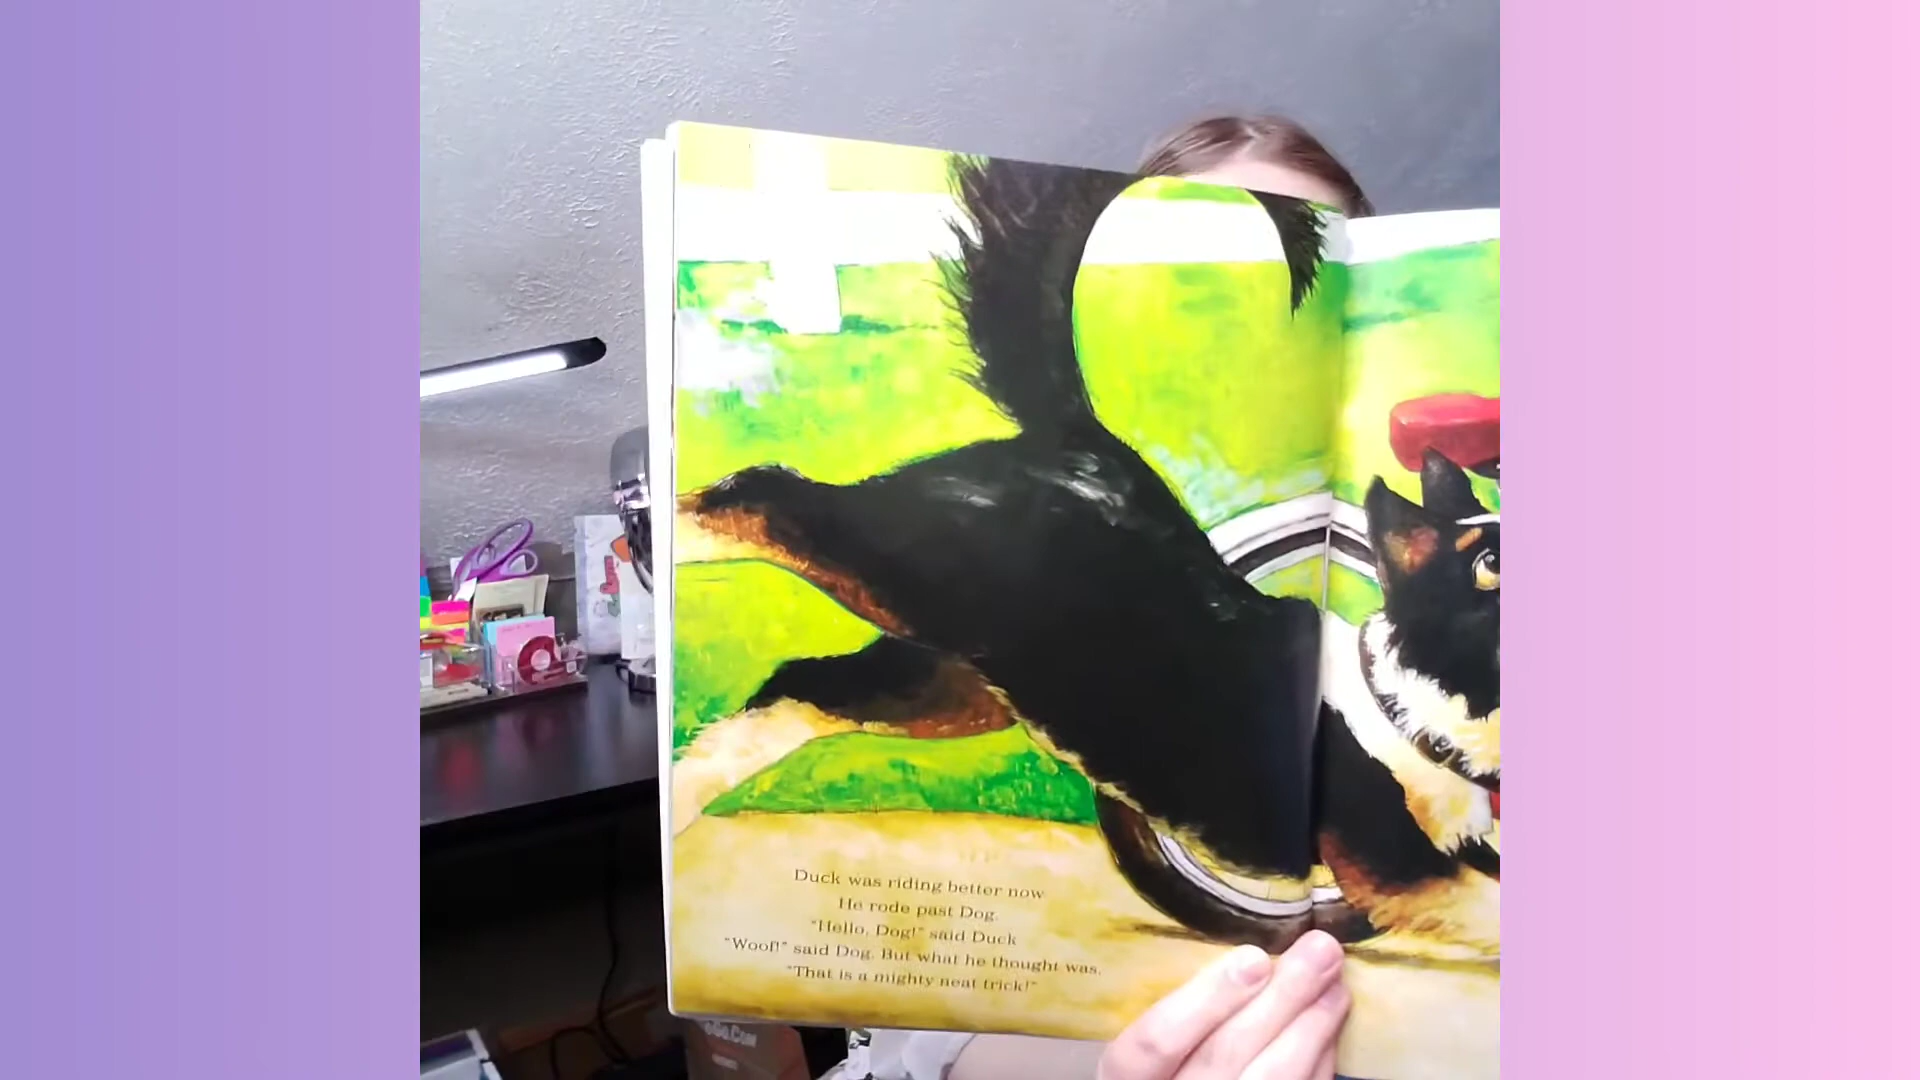 Duck was riding better now
He rode past Dog.
"Hello, Dog!" said Duck
"Woof!" said Dog. But what he thought was,
"That is a mighty neat trick!"